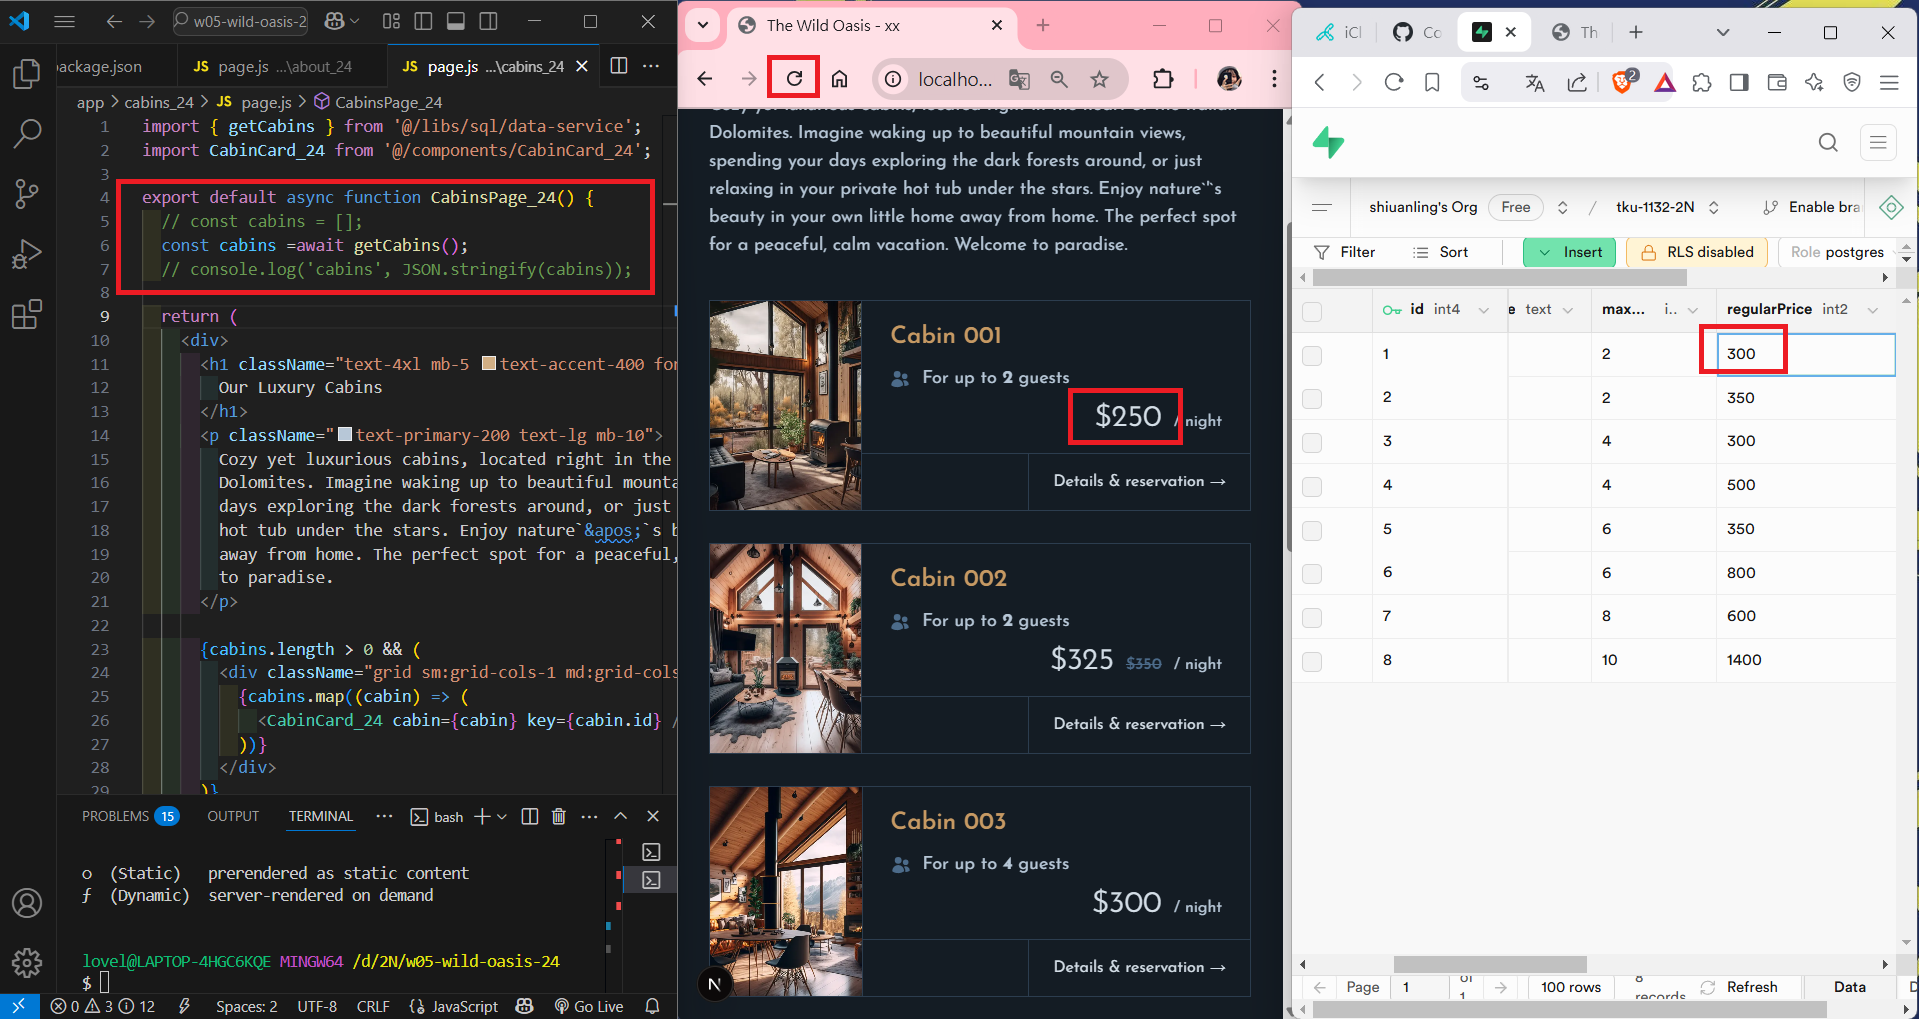 w05-wild-oasis-2
package.json
JS page.js ...\about_24
JS page.js ...\cabins_24
app > cabins_24 > JS page.js > CabinsPage_24
1 import { getCabins } from '@/libs/sql/data-service';
2 import CabinCard_24 from '@/components/CabinCard_24';
3
4 export default async function CabinsPage_24() {
5 // const cabins = [];
6 const cabins =await getCabins();
7 // console.log('cabins', JSON.stringify(cabins));
8
9 return (
10 <div>
11 <h1 className="text-4xl mb-5 text-accent-400 fon
12 Our Luxury Cabins
13 </h1>
14 <p className="text-primary-200 text-lg mb-10">
15 Cozy yet luxurious cabins, located right in the
16 Dolomites. Imagine waking up to beautiful mounta
17 days exploring the dark forests around, or just
18 hot tub under the stars. Enjoy nature`&apos;`s b
19 away from home. The perfect spot for a peaceful,
20 to paradise.
21 </p>
22
23 {cabins.length > 0 && (
24 <div className="grid sm:grid-cols-1 md:grid-cols
25 {cabins.map((cabin) => (
26 <CabinCard_24 cabin={cabin} key={cabin.id} /
27 ))}
28 </div>
29 )}
PROBLEMS 15 OUTPUT TERMINAL ... bash
o (Static) prerendered as static content
ƒ (Dynamic) server-rendered on demand
lovel@LAPTOP-4HGC6KQE MINGW64 /d/2N/w05-wild-oasis-24
$
0 3 12 Spaces: 2 UTF-8 CRLF {} JavaScript Go Live
The Wild Oasis - xx
localho...
Dolomites. Imagine waking up to beautiful mountain views,
spending your days exploring the dark forests around, or just
relaxing in your private hot tub under the stars. Enjoy nature`'`s
beauty in your own little home away from home. The perfect spot
for a peaceful, calm vacation. Welcome to paradise.
Cabin 001
For up to 2 guests
$250 / night
Details & reservation →
Cabin 002
For up to 2 guests
$325 $350 / night
Details & reservation →
Cabin 003
For up to 4 guests
$300 / night
Details & reservation →
N
iCl
Co
Th
2
shiuanling's Org Free / tku-1132-2N Enable bra
Filter Sort Insert RLS disabled Role postgres
id int4 e text max... i.. regularPrice int2
1 2 300
2 2 350
3 4 300
4 4 500
5 6 350
6 6 800
7 8 600
8 10 1400
Page 1 of 1 100 rows 8 records Refresh Data D